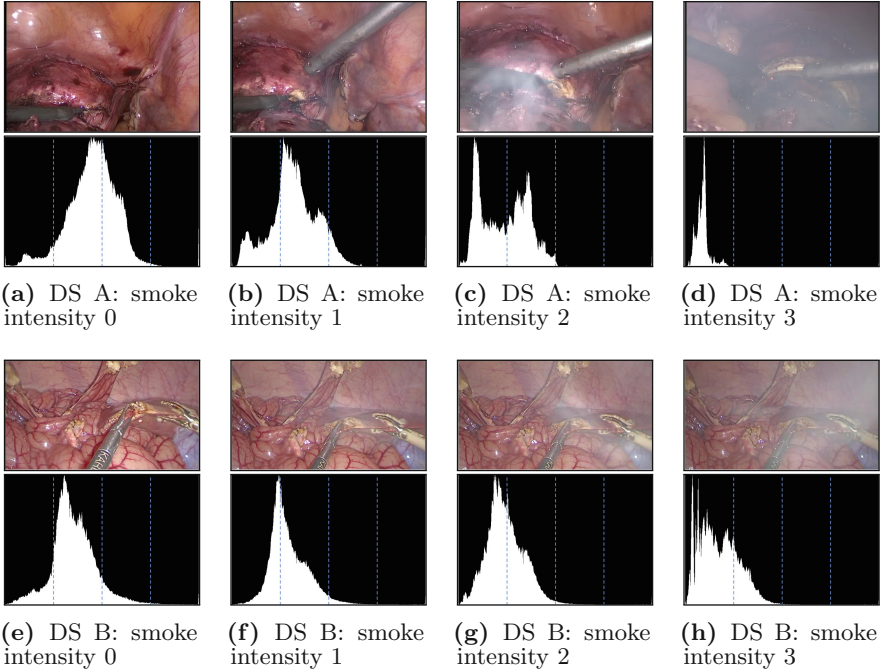 (a) DS A: smoke
intensity 0
(b) DS A: smoke
intensity 1
(c) DS A: smoke
intensity 2
(d) DS A: smoke
intensity 3
(e) DS B: smoke
intensity 0
(f) DS B: smoke
intensity 1
(g) DS B: smoke
intensity 2
(h) DS B: smoke
intensity 3